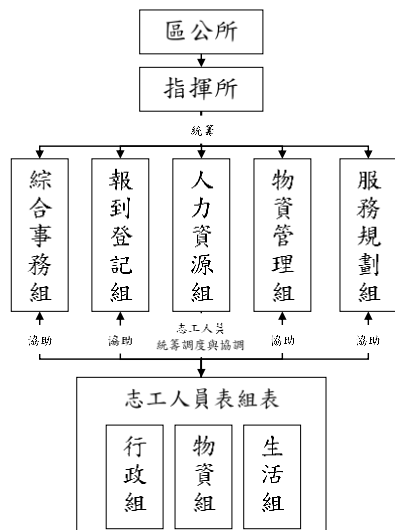 區公所
指揮所
統籌
綜合事務組
報到登記組
人力資源組
物資管理組
服務規劃組
協助
協助
志工人員
統籌調度與協調
協助
協助
志工人員表組表
行政組
物資組
生活組